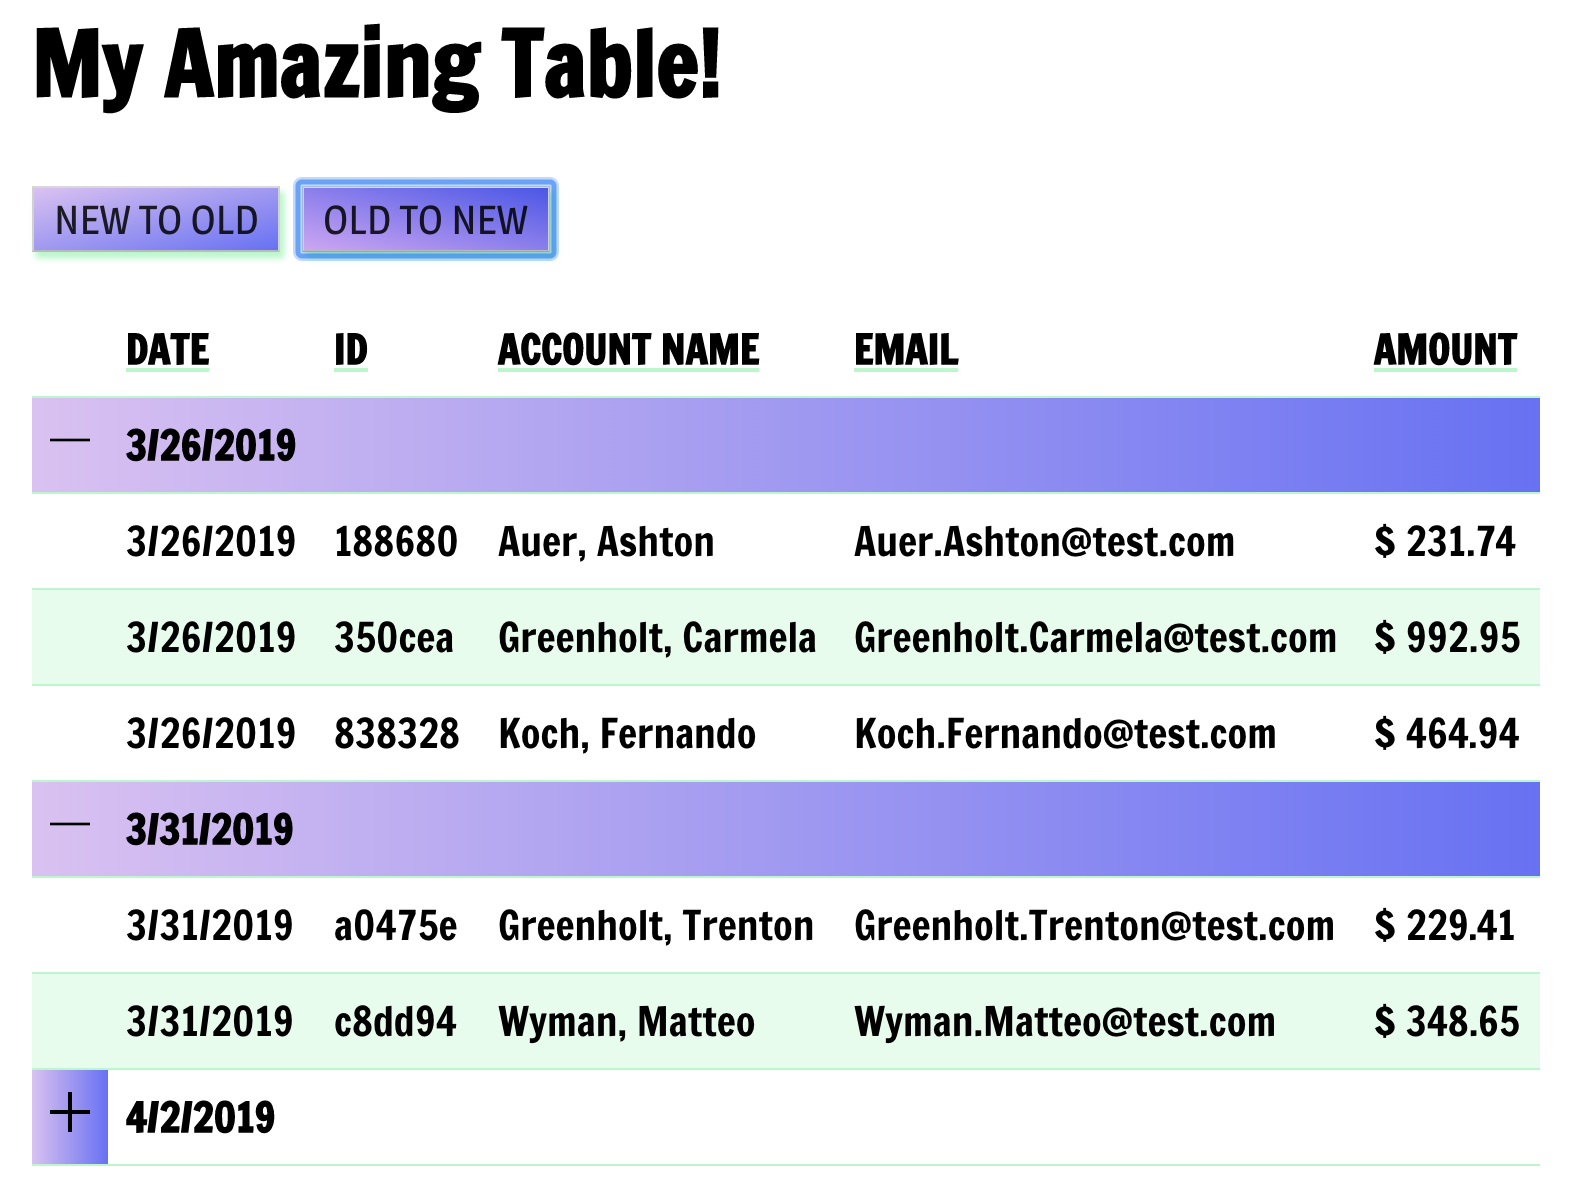 My Amazing Table!
NEW TO OLD OLD TO NEW
DATE ID ACCOUNT NAME EMAIL AMOUNT
— 3/26/2019
3/26/2019 188680 Auer, Ashton Auer.Ashton@test.com $ 231.74
3/26/2019 350cea Greenholt, Carmela Greenholt.Carmela@test.com $ 992.95
3/26/2019 838328 Koch, Fernando Koch.Fernando@test.com $ 464.94
— 3/31/2019
3/31/2019 a0475e Greenholt, Trenton Greenholt.Trenton@test.com $ 229.41
3/31/2019 c8dd94 Wyman, Matteo Wyman.Matteo@test.com $ 348.65
+ 4/2/2019